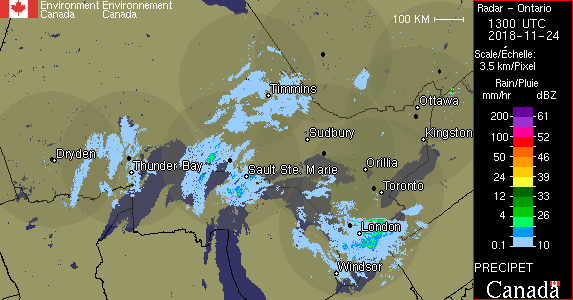 Environment Environnement
Canada Canada
100 KM
Timmins
Ottawa
Sudbury
Kingston
Dryden
Thunder Bay
Sault Ste. Marie
Orillia
Toronto
London
Windsor
Radar - Ontario
1300 UTC
2018-11-24
Scale/Échelle:
3.5 km/Pixel
Rain/Pluie
mm/hr dBZ
200 61
100 52
50 46
24 39
12 33
4 26
0.1 10
PRECIPET
Canada